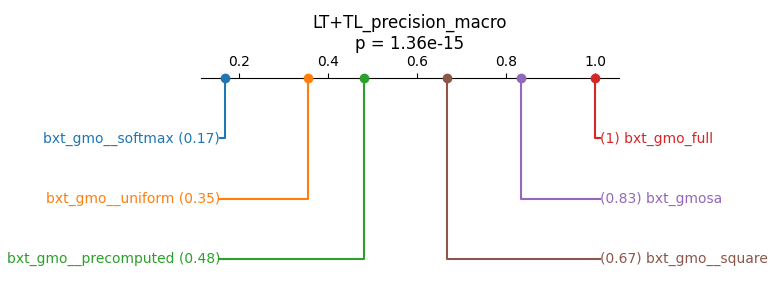 LT+TL_precision_macro
p = 1.36e-15
0.2 0.4 0.6 0.8 1.0
bxt_gmo__softmax (0.17) (1) bxt_gmo_full
bxt_gmo__uniform (0.35) (0.83) bxt_gmosa
bxt_gmo__precomputed (0.48) (0.67) bxt_gmo__square